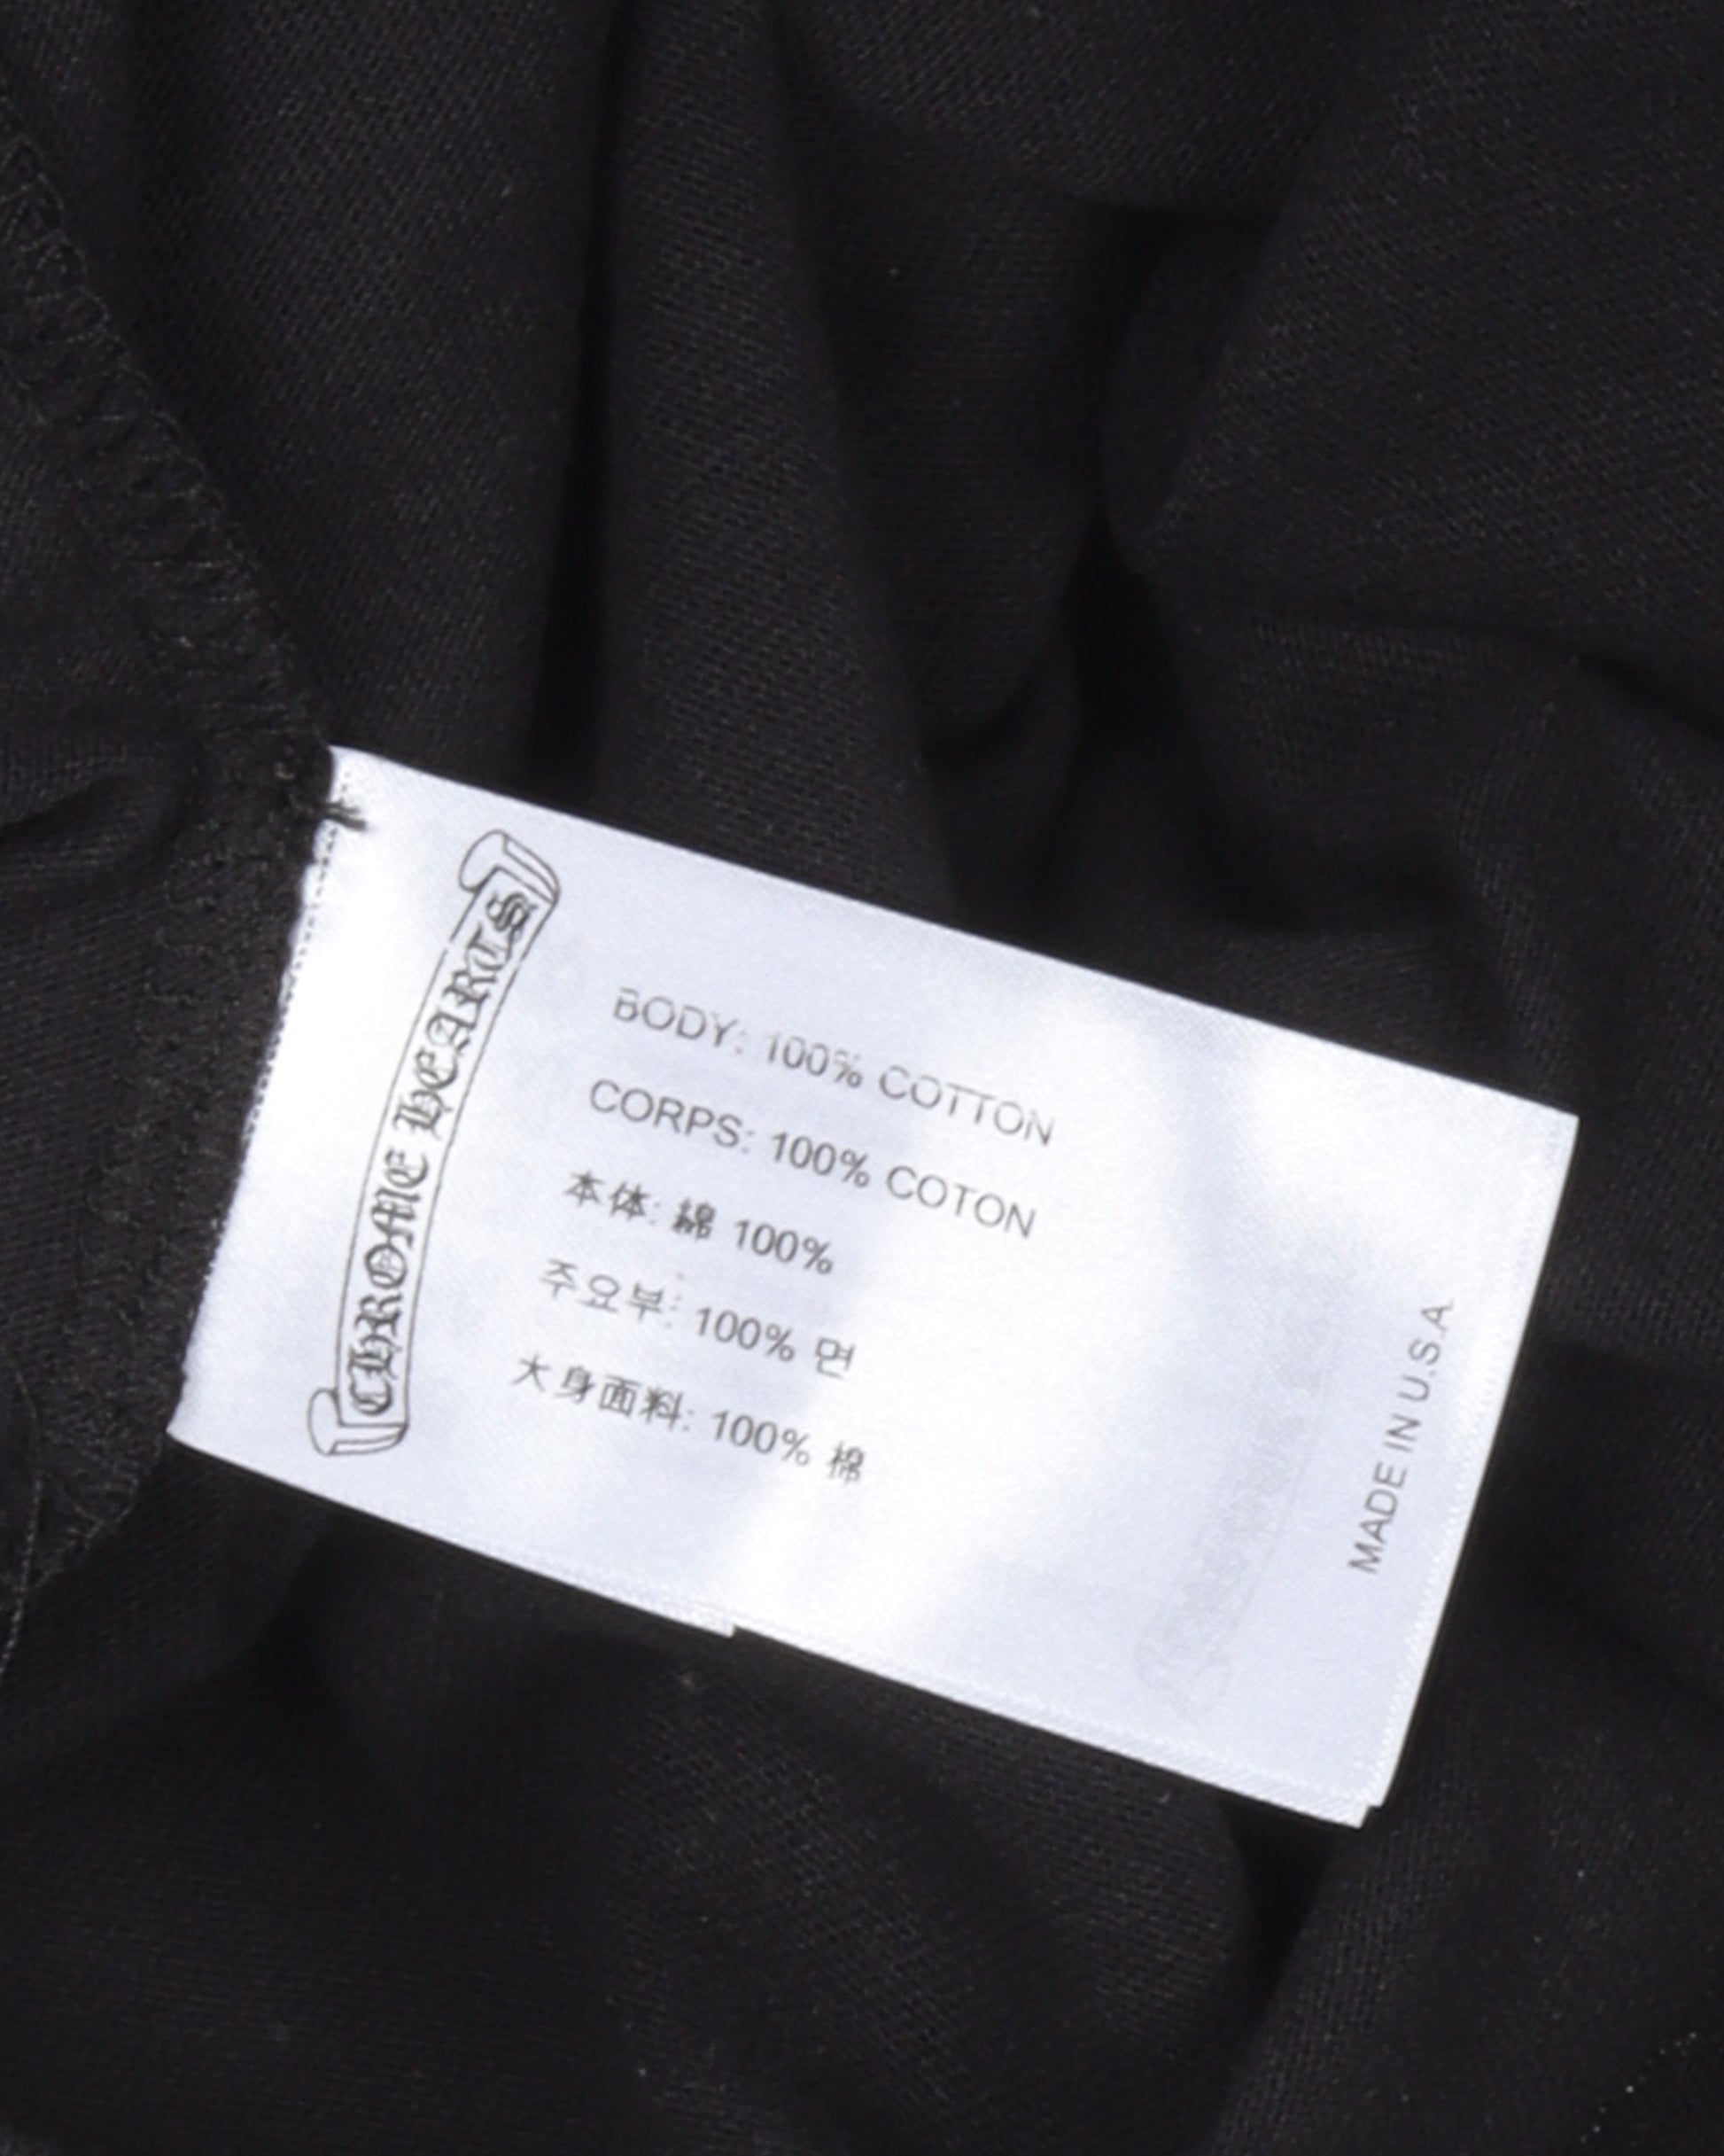 CHROME HEARTS
BODY: 100% COTTON
CORPS: 100% COTON
本体: 綿 100%
주요부: 100% 면
大身面料: 100% 棉
MADE IN U.S.A.